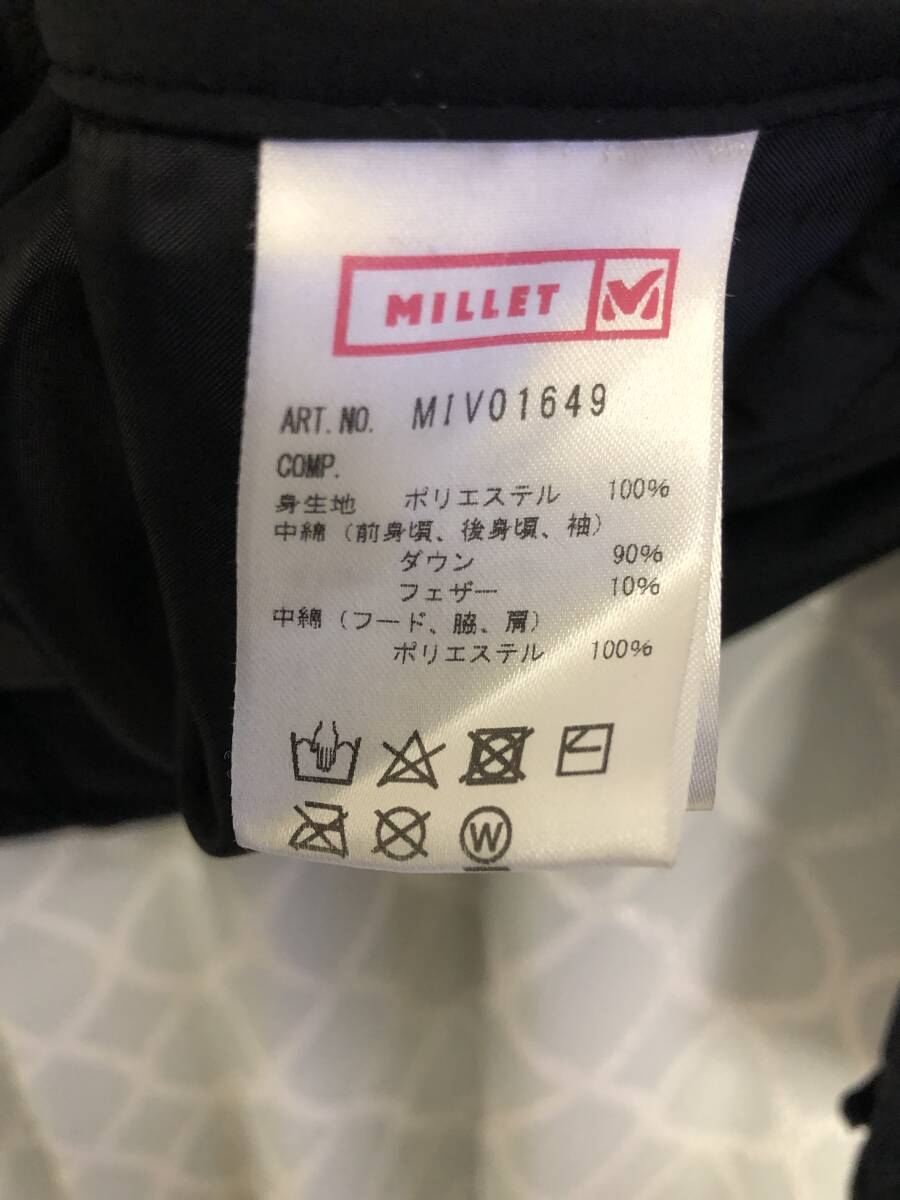 MILLET
ART.NO. MIV01649
COMP.
身生地 ポリエステル 100%
中綿（前身頃、後身頃、袖）
ダウン 90%
フェザー 10%
中綿（フード、脇、肩）
ポリエステル 100%
W